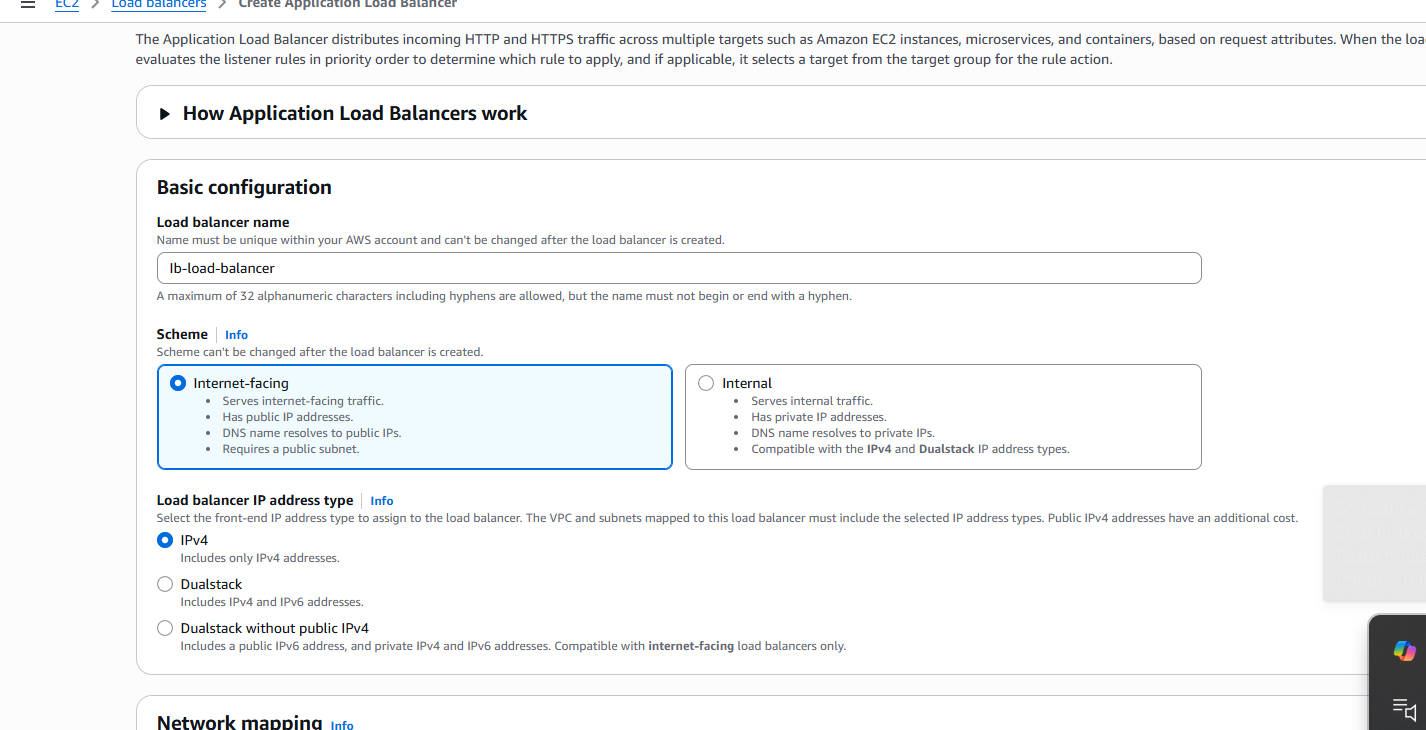 EC2 > Load balancers > Create Application Load Balancer
The Application Load Balancer distributes incoming HTTP and HTTPS traffic across multiple targets such as Amazon EC2 instances, microservices, and containers, based on request attributes. When the loa
evaluates the listener rules in priority order to determine which rule to apply, and if applicable, it selects a target from the target group for the rule action.
How Application Load Balancers work
Basic configuration
Load balancer name
Name must be unique within your AWS account and can't be changed after the load balancer is created.
lb-load-balancer
A maximum of 32 alphanumeric characters including hyphens are allowed, but the name must not begin or end with a hyphen.
Scheme Info
Scheme can't be changed after the load balancer is created.
Internet-facing
• Serves internet-facing traffic.
• Has public IP addresses.
• DNS name resolves to public IPs.
• Requires a public subnet.
Internal
• Serves internal traffic.
• Has private IP addresses.
• DNS name resolves to private IPs.
• Compatible with the IPv4 and Dualstack IP address types.
Load balancer IP address type Info
Select the front-end IP address type to assign to the load balancer. The VPC and subnets mapped to this load balancer must include the selected IP address types. Public IPv4 addresses have an additional cost.
IPv4
Includes only IPv4 addresses.
Dualstack
Includes IPv4 and IPv6 addresses.
Dualstack without public IPv4
Includes a public IPv6 address, and private IPv4 and IPv6 addresses. Compatible with internet-facing load balancers only.
Network mapping Info